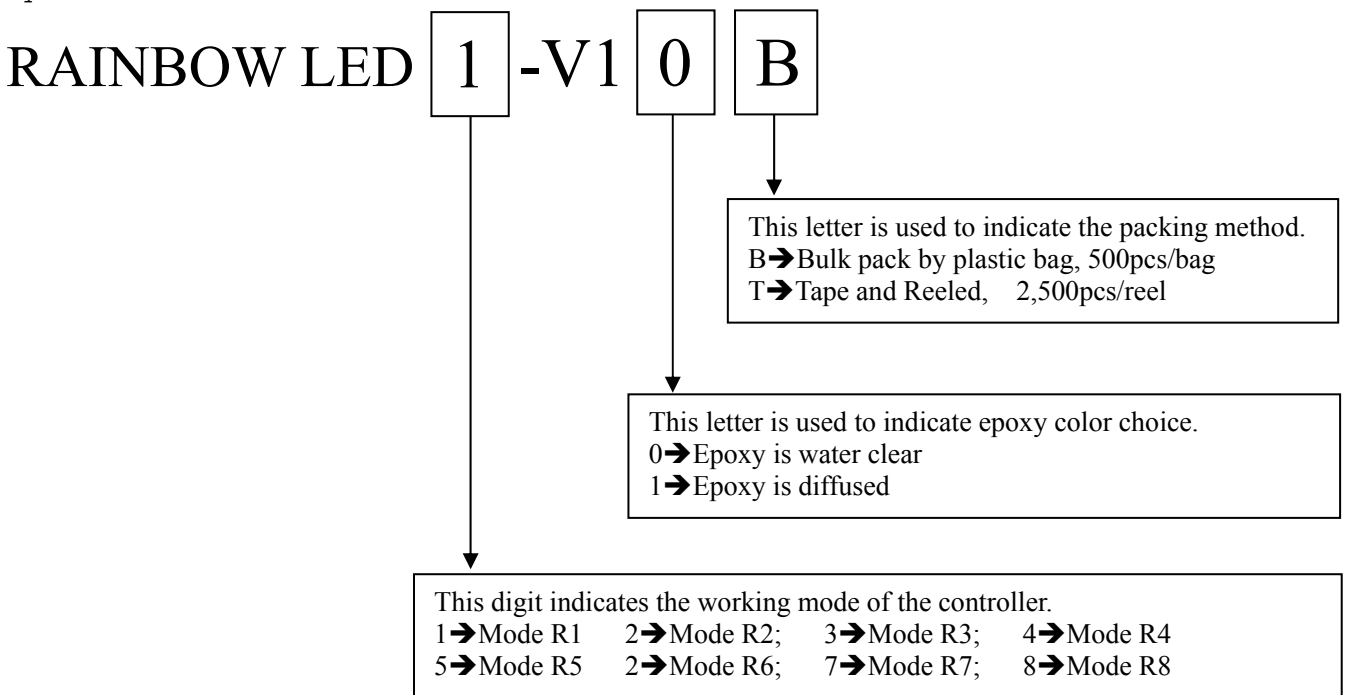 RAINBOW LED 1 -V1 0 B
This letter is used to indicate the packing method.
B➔Bulk pack by plastic bag, 500pcs/bag
T➔Tape and Reeled, 2,500pcs/reel
This letter is used to indicate epoxy color choice.
0➔Epoxy is water clear
1➔Epoxy is diffused
This digit indicates the working mode of the controller.
1➔Mode R1 2➔Mode R2; 3➔Mode R3; 4➔Mode R4
5➔Mode R5 2➔Mode R6; 7➔Mode R7; 8➔Mode R8